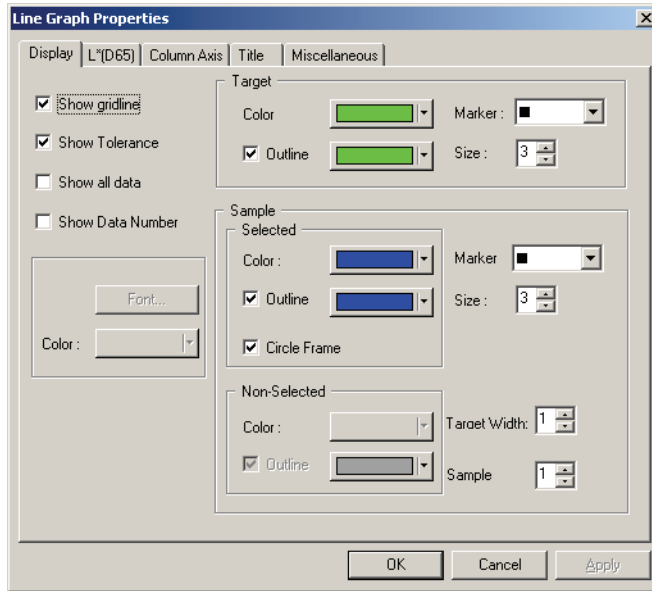 Line Graph Properties
Display
L*(D65)
Column Axis
Title
Miscellaneous
Show gridline
Show Tolerance
Show all data
Show Data Number
Font...
Color :
Target
Color
Marker :
Outline
Size :
3
Sample
Selected
Color :
Marker
Outline
Size :
3
Circle Frame
Non-Selected
Color :
Target Width:
1
Outline
Sample
1
OK
Cancel
Apply